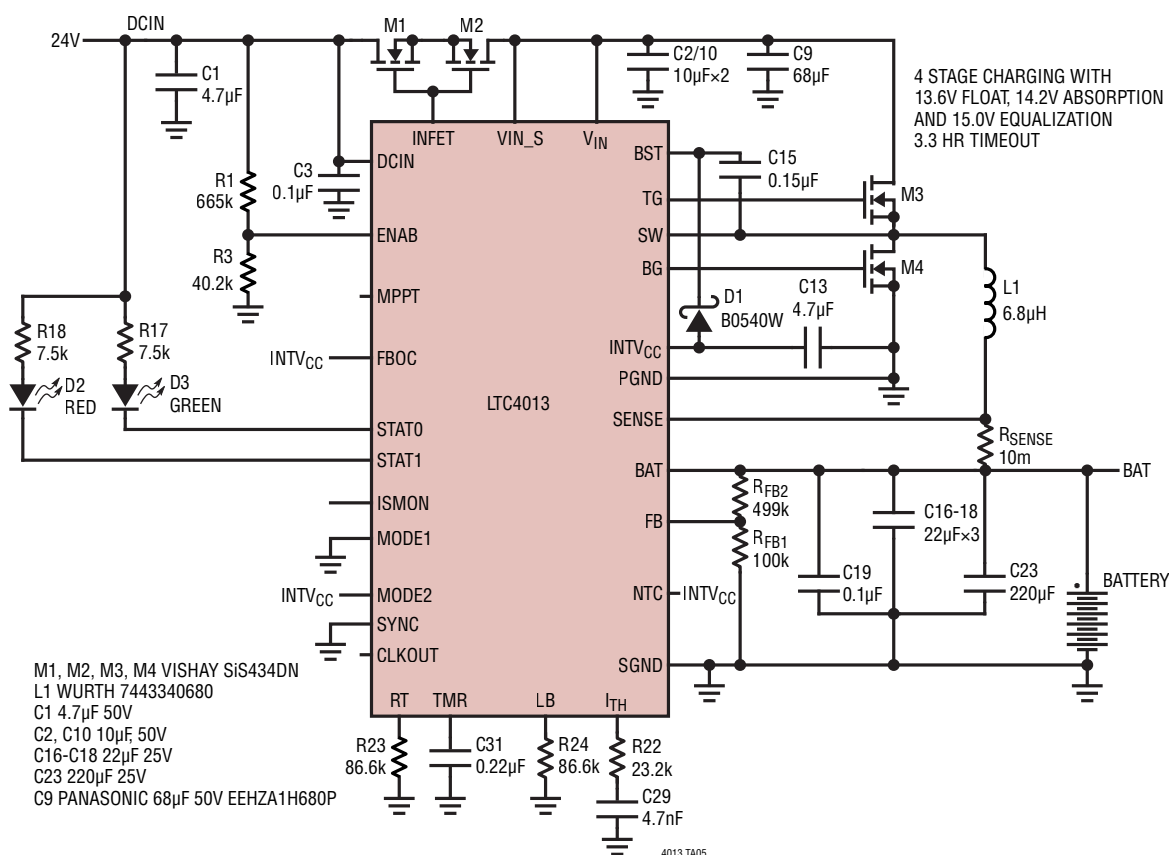 24V
DCIN
M1
M2
C1
4.7µF
C2/10
10µF×2
C9
68µF
4 STAGE CHARGING WITH
13.6V FLOAT, 14.2V ABSORPTION
AND 15.0V EQUALIZATION
3.3 HR TIMEOUT
INFET
VIN_S
VIN
DCIN
BST
C15
0.15µF
C3
0.1µF
R1
665k
TG
M3
ENAB
SW
R3
40.2k
BG
M4
MPPT
D1
B0540W
C13
4.7µF
L1
6.8µH
R18
7.5k
R17
7.5k
INTVCC
FBOC
INTVCC
PGND
D2
RED
D3
GREEN
LTC4013
STAT0
SENSE
RSENSE
10m
STAT1
BAT
BAT
ISMON
RFB2
499k
FB
C16-18
22µF×3
MODE1
RFB1
100k
INTVCC
MODE2
NTC
INTVCC
C19
0.1µF
C23
220µF
BATTERY
SYNC
CLKOUT
SGND
M1, M2, M3, M4 VISHAY SiS434DN
L1 WURTH 7443340680
C1 4.7µF 50V
C2, C10 10µF, 50V
C16-C18 22µF 25V
C23 220µF 25V
C9 PANASONIC 68µF 50V EEHZA1H680P
RT
TMR
LB
ITH
R23
86.6k
C31
0.22µF
R24
86.6k
R22
23.2k
C29
4.7nF
4013 TA05